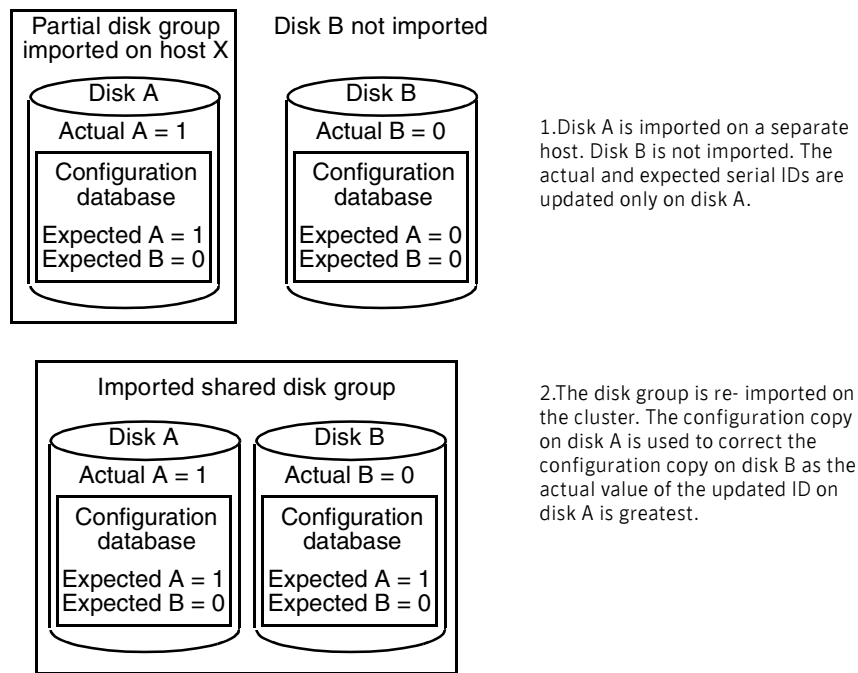 Partial disk group
imported on host X
Disk A
Actual A = 1
Configuration
database
Expected A = 1
Expected B = 0
Disk B not imported
Disk B
Actual B = 0
Configuration
database
Expected A = 0
Expected B = 0
1.Disk A is imported on a separate
host. Disk B is not imported. The
actual and expected serial IDs are
updated only on disk A.
Imported shared disk group
Disk A
Actual A = 1
Configuration
database
Expected A = 1
Expected B = 0
Disk B
Actual B = 0
Configuration
database
Expected A = 1
Expected B = 0
2.The disk group is re- imported on
the cluster. The configuration copy
on disk A is used to correct the
configuration copy on disk B as the
actual value of the updated ID on
disk A is greatest.